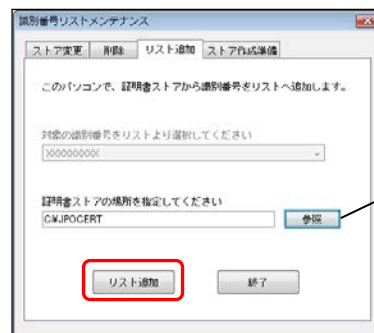 識別番号リストメンテナンス
ストア変更 削除 リスト追加 ストア作成準備
このパソコンで、証明書ストアから識別番号をリストへ追加します。
対象の識別番号をリストより選択してください
XXXXXXXXXX
証明書ストアの場所を指定してください
C:¥JPOCERT 参照
リスト追加 終了